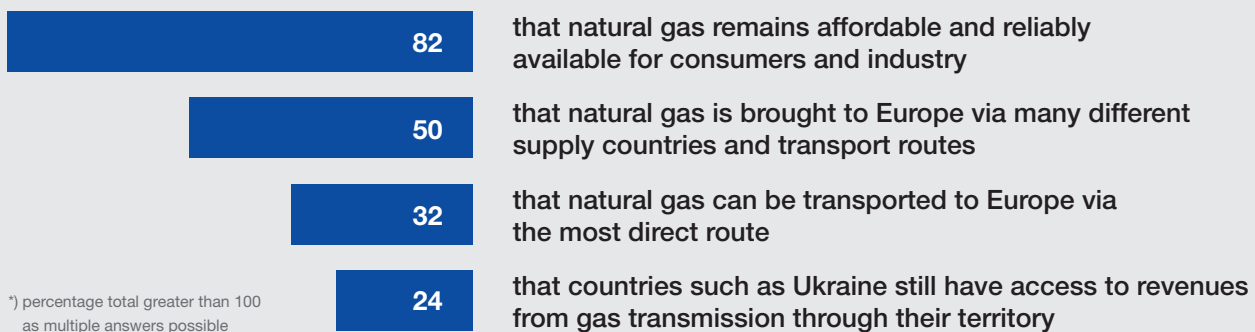 82
that natural gas remains affordable and reliably
available for consumers and industry
50
that natural gas is brought to Europe via many different
supply countries and transport routes
32
that natural gas can be transported to Europe via
the most direct route
24
that countries such as Ukraine still have access to revenues
from gas transmission through their territory
*) percentage total greater than 100
as multiple answers possible